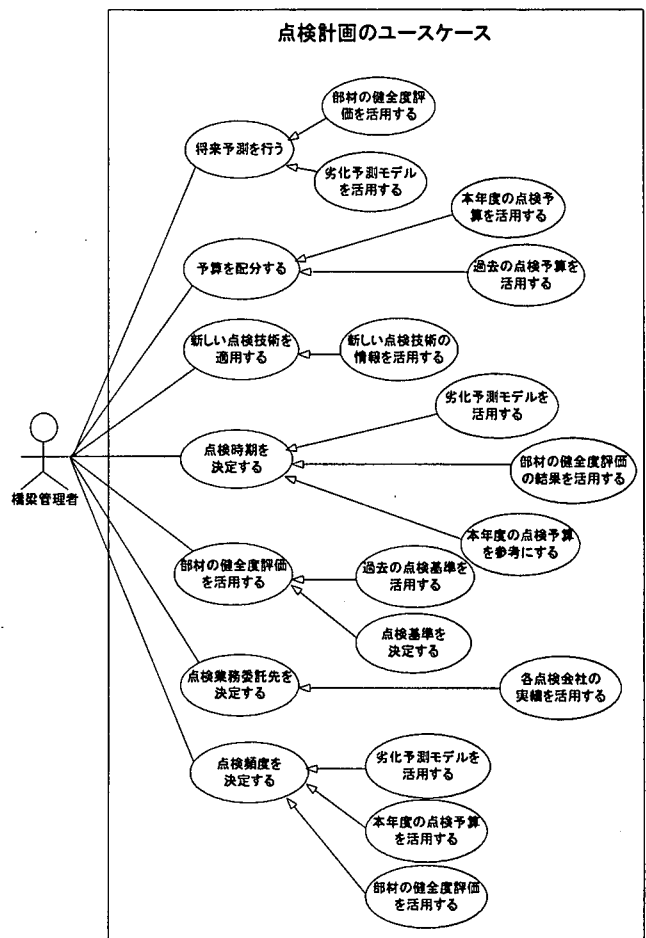 点検計画のユースケース
部材の健全度評
価を活用する
将来予測を行う
劣化予測モデル
を活用する
本年度の点検予
算を活用する
予算を配分する
過去の点検予算を
活用する
新しい点検技術を
適用する
新しい点検技術の
情報を活用する
劣化予測モデルを
活用する
点検時期を
決定する
部材の健全度評価
の結果を活用する
橋梁管理者
本年度の点検予算
を参考にする
部材の健全度評価
を活用する
過去の点検基準を
活用する
点検基準を
決定する
点検業務委託先を
決定する
各点検会社の
実績を活用する
点検頻度を
決定する
劣化予測モデルを
活用する
本年度の点検予算
を活用する
部材の健全度評価
を活用する